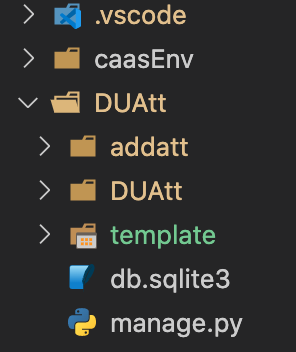 .vscode
caasEnv
DUAtt
addatt
DUAtt
template
db.sqlite3
manage.py